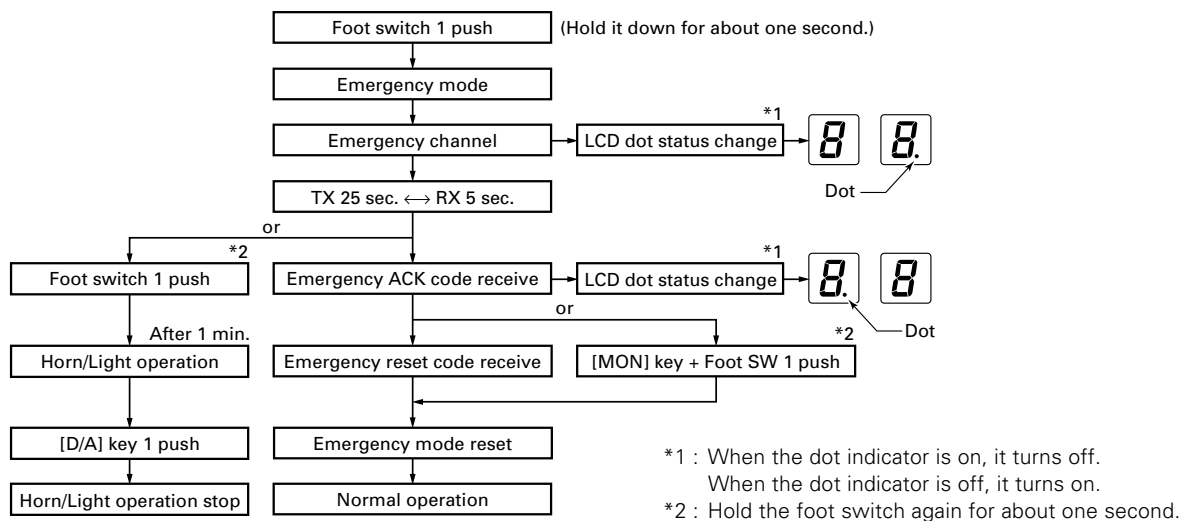 Foot switch 1 push (Hold it down for about one second.)
Emergency mode
*1
Emergency channel LCD dot status change 8 8.
Dot
TX 25 sec. ↔ RX 5 sec.
or
*2 *1
Foot switch 1 push Emergency ACK code receive LCD dot status change 8. 8
or
Dot
After 1 min. *2
Horn/Light operation Emergency reset code receive [MON] key + Foot SW 1 push
[D/A] key 1 push Emergency mode reset
Horn/Light operation stop Normal operation
*1 : When the dot indicator is on, it turns off.
When the dot indicator is off, it turns on.
*2 : Hold the foot switch again for about one second.